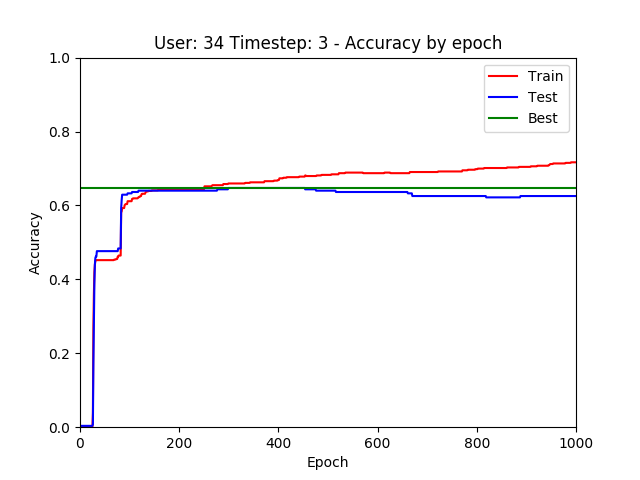 User: 34 Timestep: 3 - Accuracy by epoch
1.0
0.8
0.6
0.4
0.2
0.0
Accuracy
Train
Test
Best
0 200 400 600 800 1000
Epoch